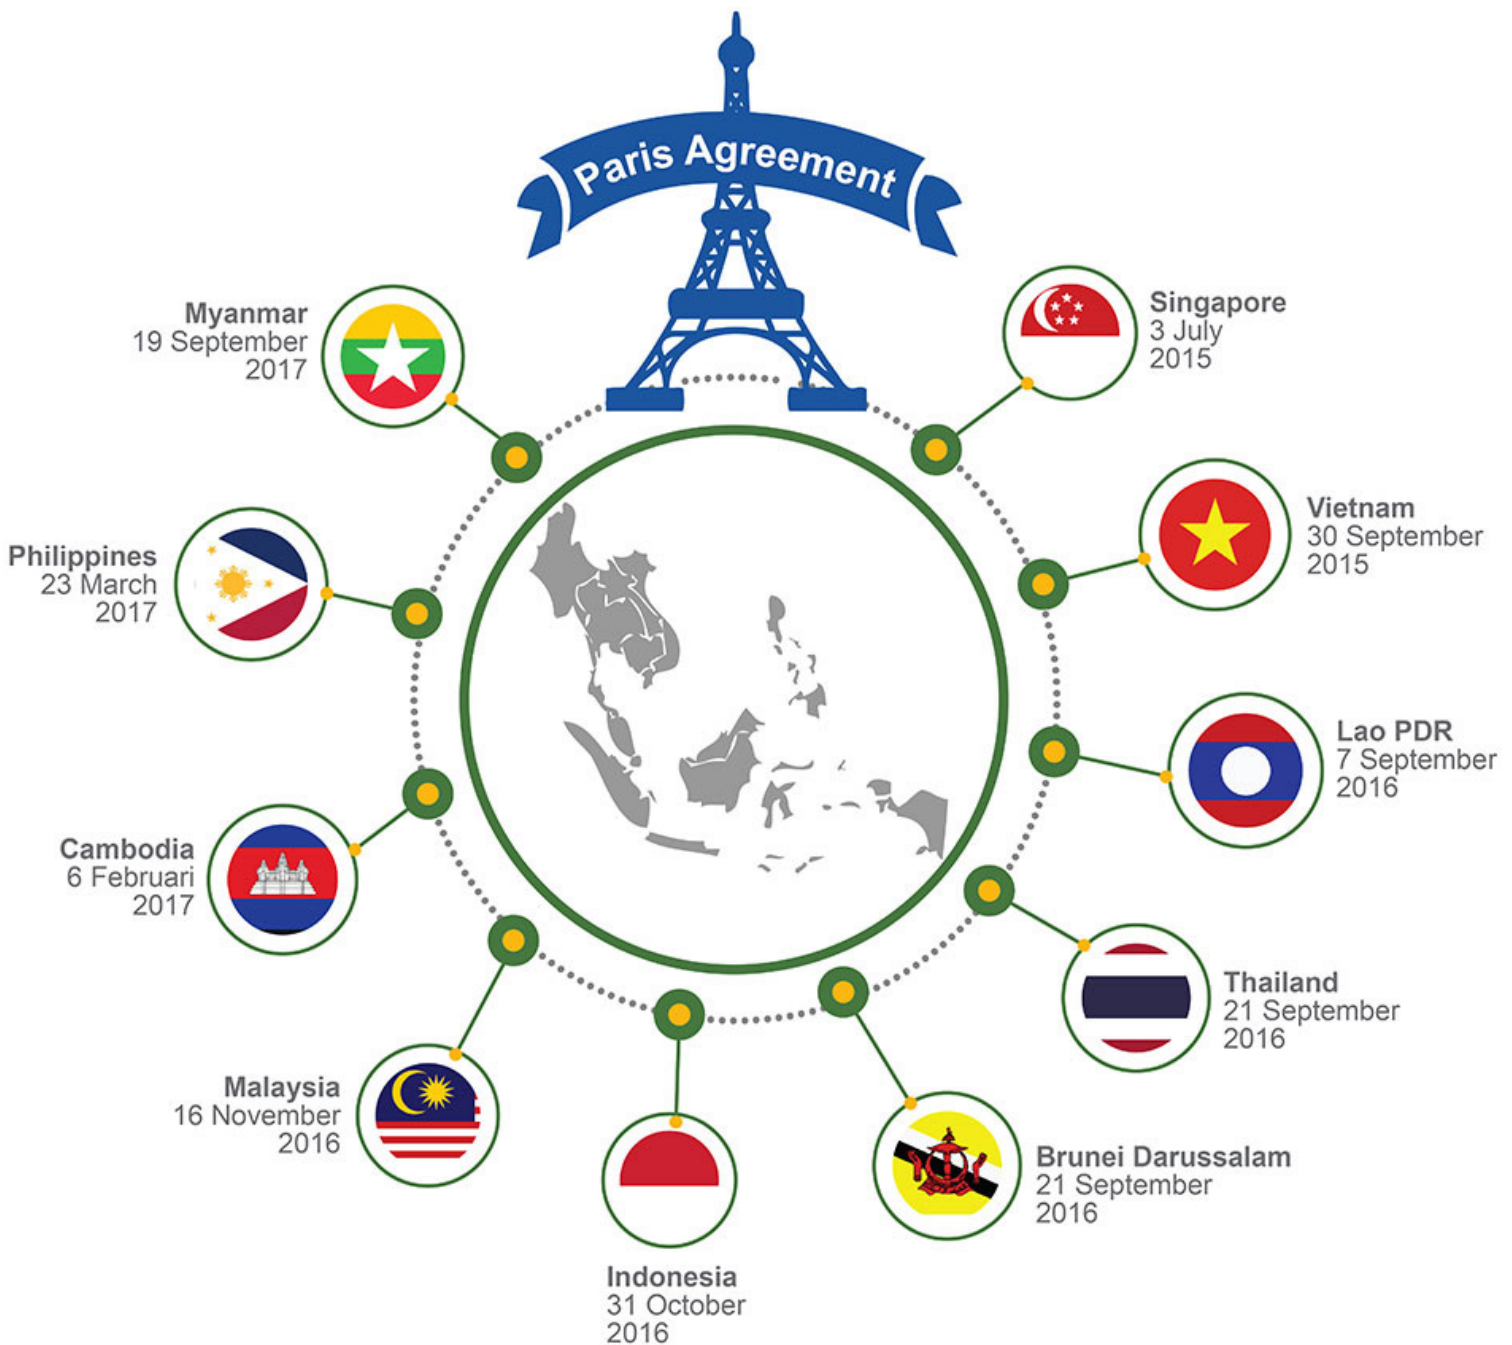 Paris Agreement
Singapore
3 July
2015
Vietnam
30 September
2015
Lao PDR
7 September
2016
Thailand
21 September
2016
Brunei Darussalam
21 September
2016
Indonesia
31 October
2016
Malaysia
16 November
2016
Cambodia
6 Februari
2017
Philippines
23 March
2017
Myanmar
19 September
2017